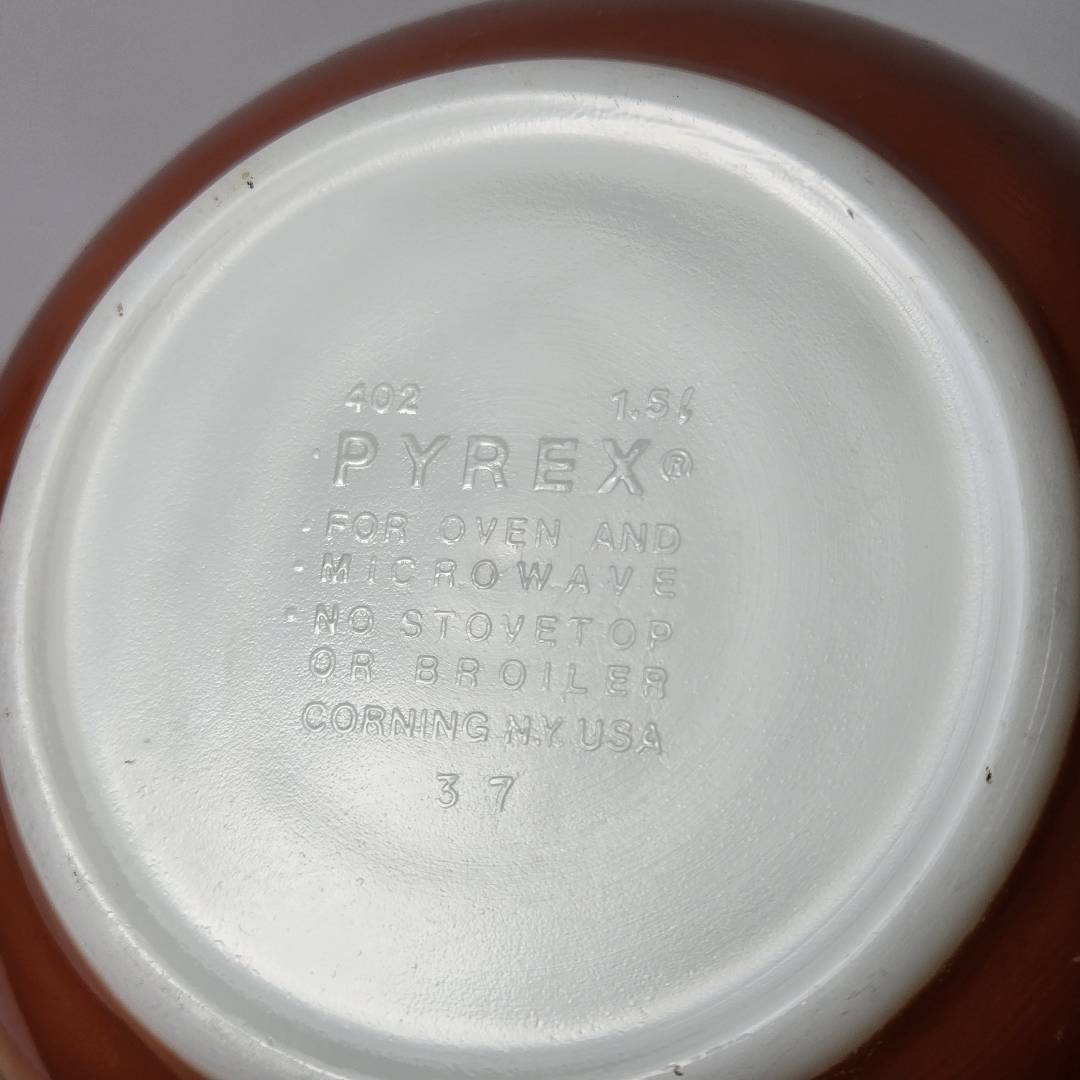 402 1.5ℓ
PYREX®
FOR OVEN AND
MICROWAVE
NO STOVETOP
OR BROILER
CORNING N.Y. USA
37